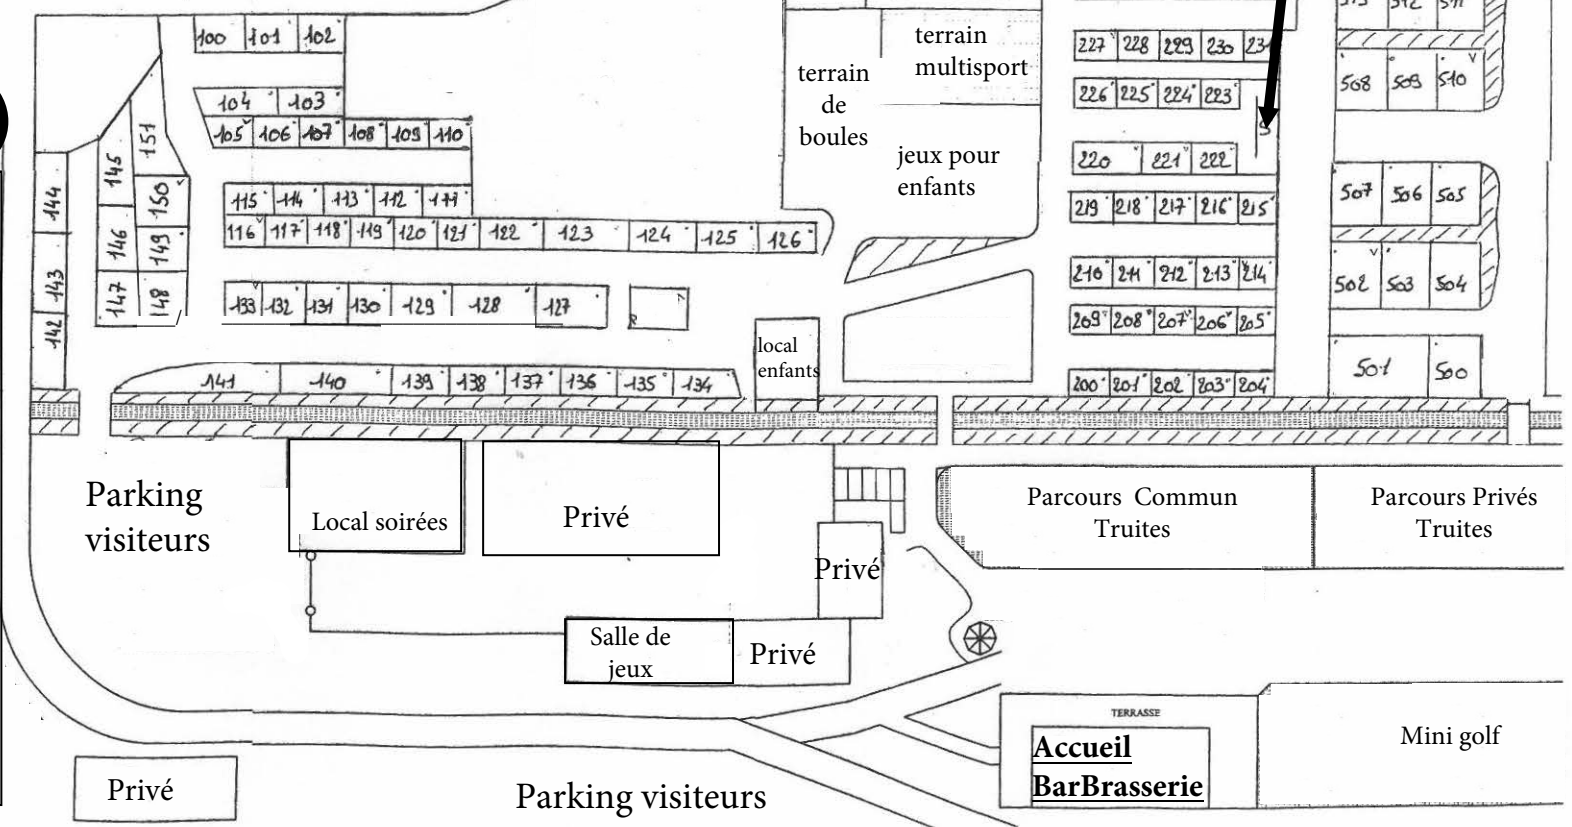 100 101 102
104 103
105 106 107 108 109 110
115 114 113 112 111
116 117 118 119 120 121 122 123 124 125 126
133 132 131 130 129 128 127
141 140 139 138 137 136 135 134
144
143
142
145
146
147
151
150
149
148
terrain
de
boules
terrain
multisport
jeux pour
enfants
local
enfants
227 228 229 230 231
226 225 224 223
220 221 222
219 218 217 216 215
210 211 212 213 214
209 208 207 206 205
200 201 202 203 204
513 512 511
508 509 510
507 506 505
502 503 504
501 500
Parking
visiteurs
Local soirées
Privé
Privé
Salle de
jeux
Privé
Parcours Commun
Truites
Parcours Privés
Truites
TERRASSE
Accueil
BarBrasserie
Mini golf
Privé
Parking visiteurs